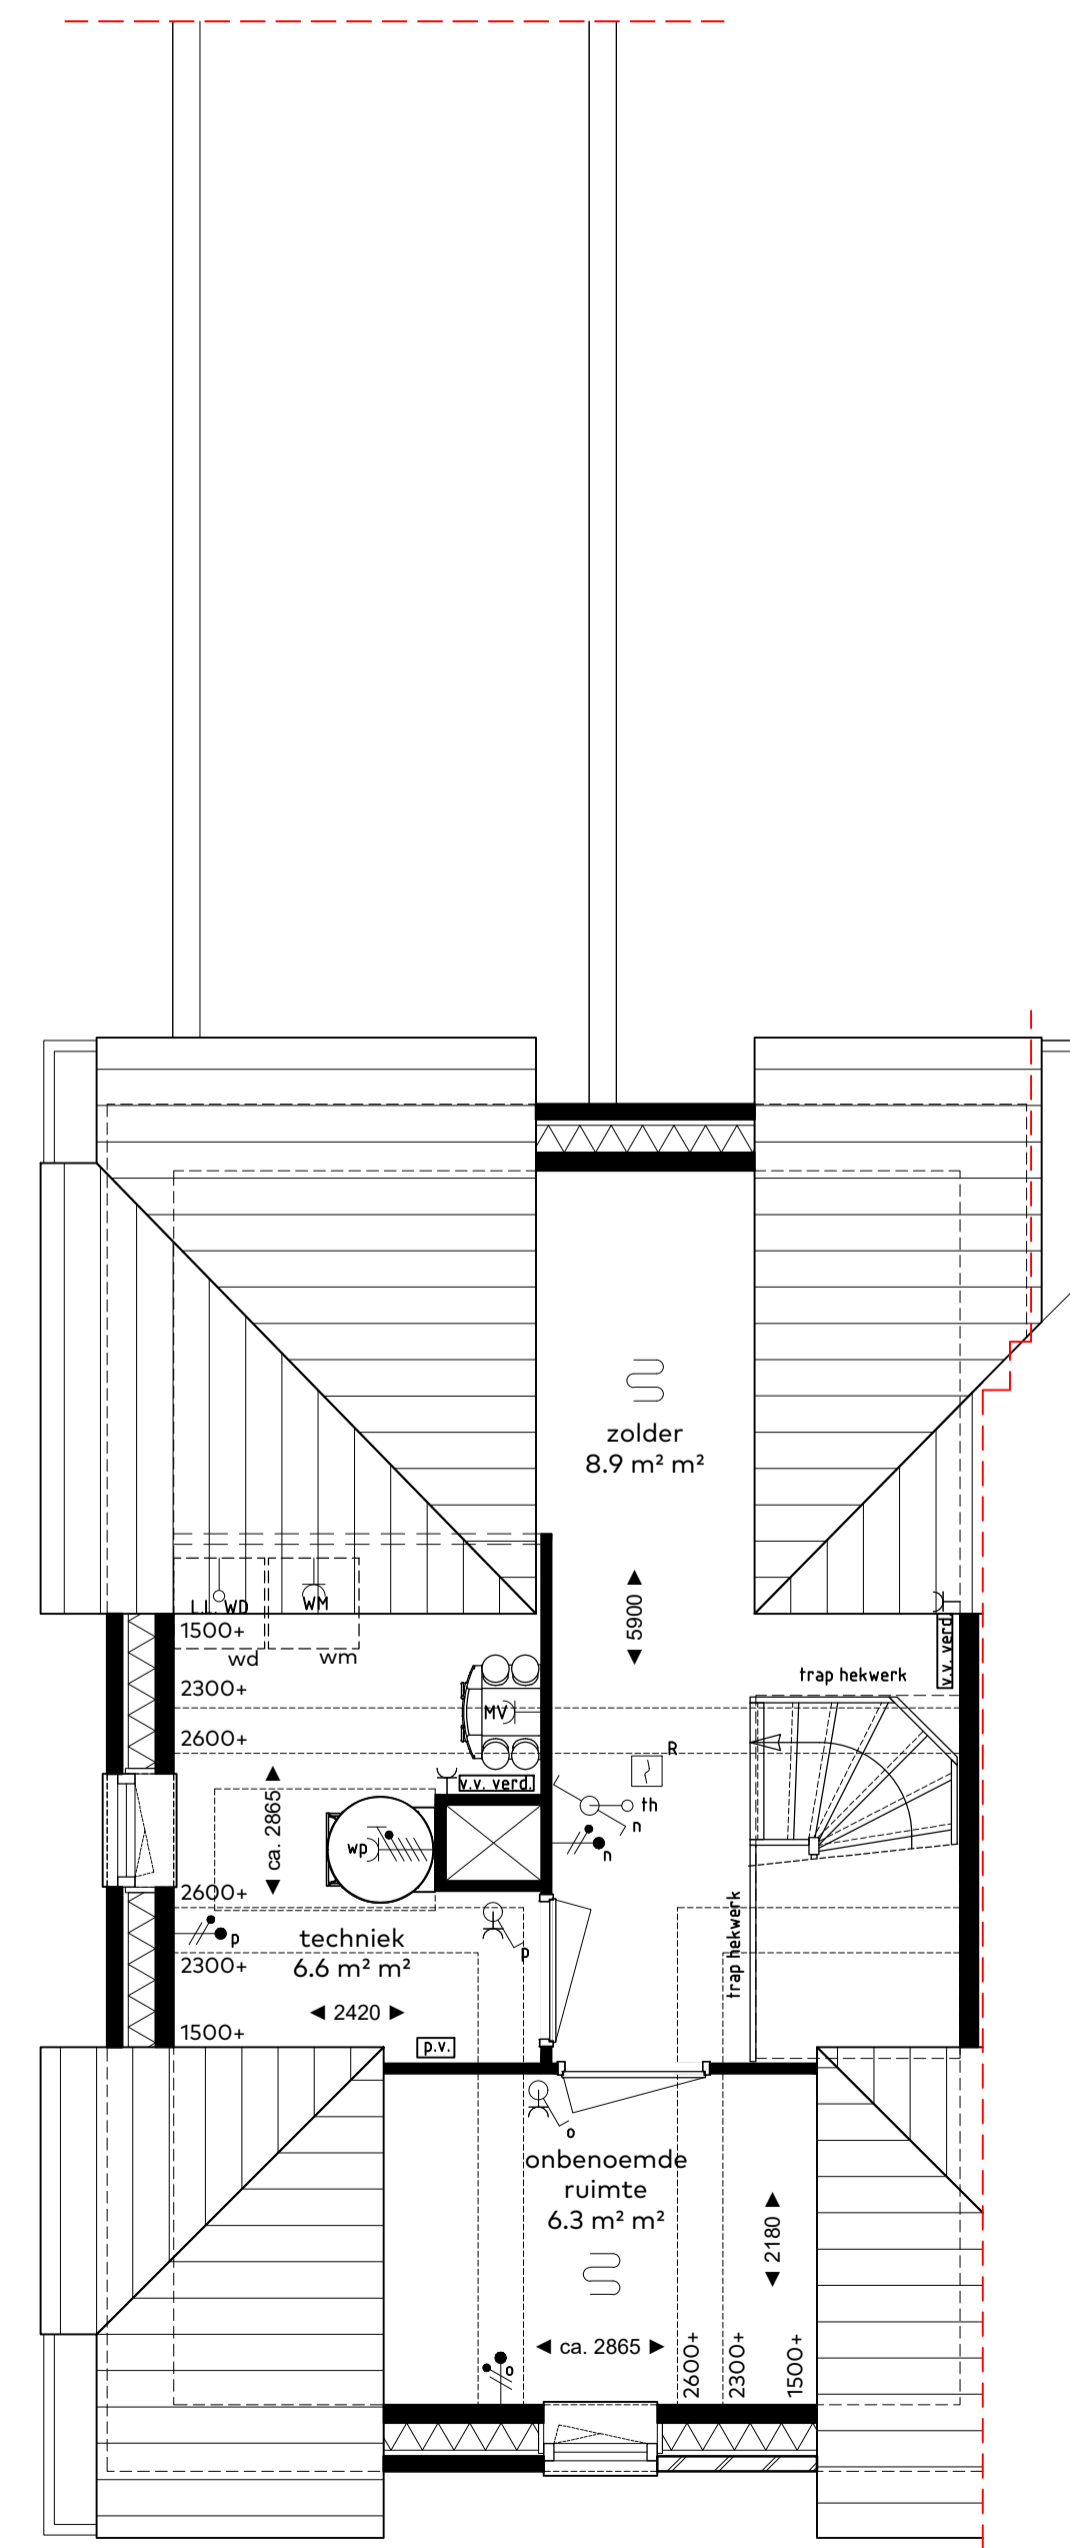 zolder
8.9 m² m²
L.L. WD
WM
1500+
wd
wm
5900
v.v. verd.
trap hekwerk
2300+
MV
2600+
R
v.v. verd.
th
n
ca. 2865
wp
n
2600+
p
techniek
6.6 m² m²
p
2300+
trap hekwerk
2420
1500+
p.v.
o
onbenoemde
ruimte
6.3 m² m²
2180
ca. 2865
2600+
2300+
1500+
o